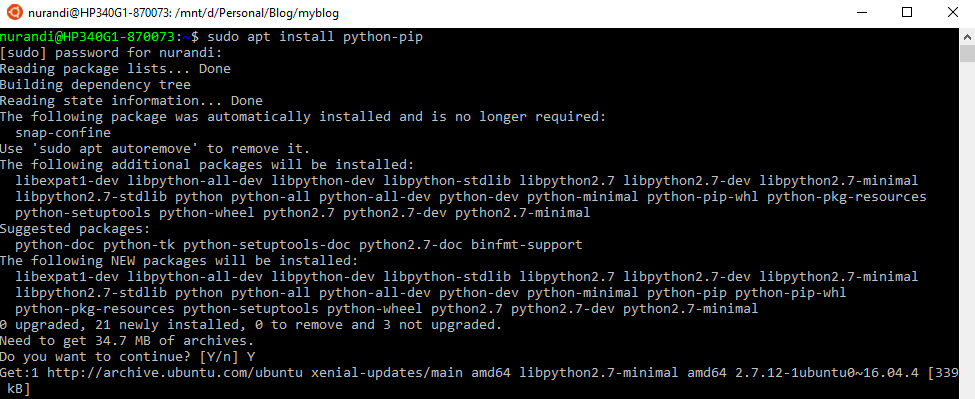 nurandi@HP340G1-870073: /mnt/d/Personal/Blog/myblog
nurandi@HP340G1-870073:~$ sudo apt install python-pip
[sudo] password for nurandi:
Reading package lists... Done
Building dependency tree
Reading state information... Done
The following package was automatically installed and is no longer required:
  snap-confine
Use 'sudo apt autoremove' to remove it.
The following additional packages will be installed:
  libexpat1-dev libpython-all-dev libpython-dev libpython-stdlib libpython2.7 libpython2.7-dev libpython2.7-minimal
  libpython2.7-stdlib python python-all python-all-dev python-dev python-minimal python-pip-whl python-pkg-resources
  python-setuptools python-wheel python2.7 python2.7-dev python2.7-minimal
Suggested packages:
  python-doc python-tk python-setuptools-doc python2.7-doc binfmt-support
The following NEW packages will be installed:
  libexpat1-dev libpython-all-dev libpython-dev libpython-stdlib libpython2.7 libpython2.7-dev libpython2.7-minimal
  libpython2.7-stdlib python python-all python-all-dev python-dev python-minimal python-pip python-pip-whl
  python-pkg-resources python-setuptools python-wheel python2.7 python2.7-dev python2.7-minimal
0 upgraded, 21 newly installed, 0 to remove and 3 not upgraded.
Need to get 34.7 MB of archives.
Do you want to continue? [Y/n] Y
Get:1 http://archive.ubuntu.com/ubuntu xenial-updates/main amd64 libpython2.7-minimal amd64 2.7.12-1ubuntu0~16.04.4 [339
 kB]